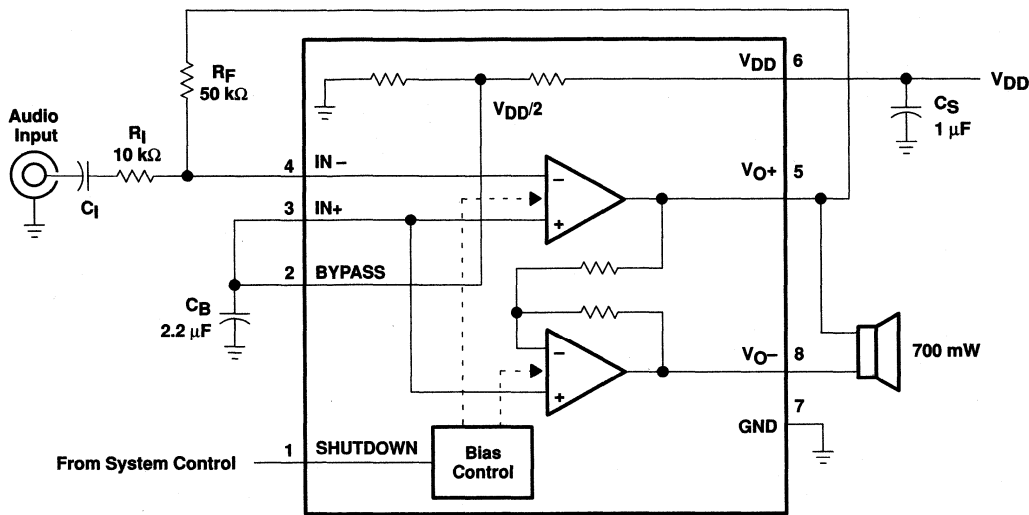 VDD
6
RF
50 kΩ
VDD
CS
1 µF
VDD/2
Audio
Input
RI
10 kΩ
CI
4
IN –
VO+
5
3
IN+
2
BYPASS
CB
2.2 µF
VO–
8
700 mW
7
GND
1
SHUTDOWN
From System Control
Bias
Control
–
+
–
+